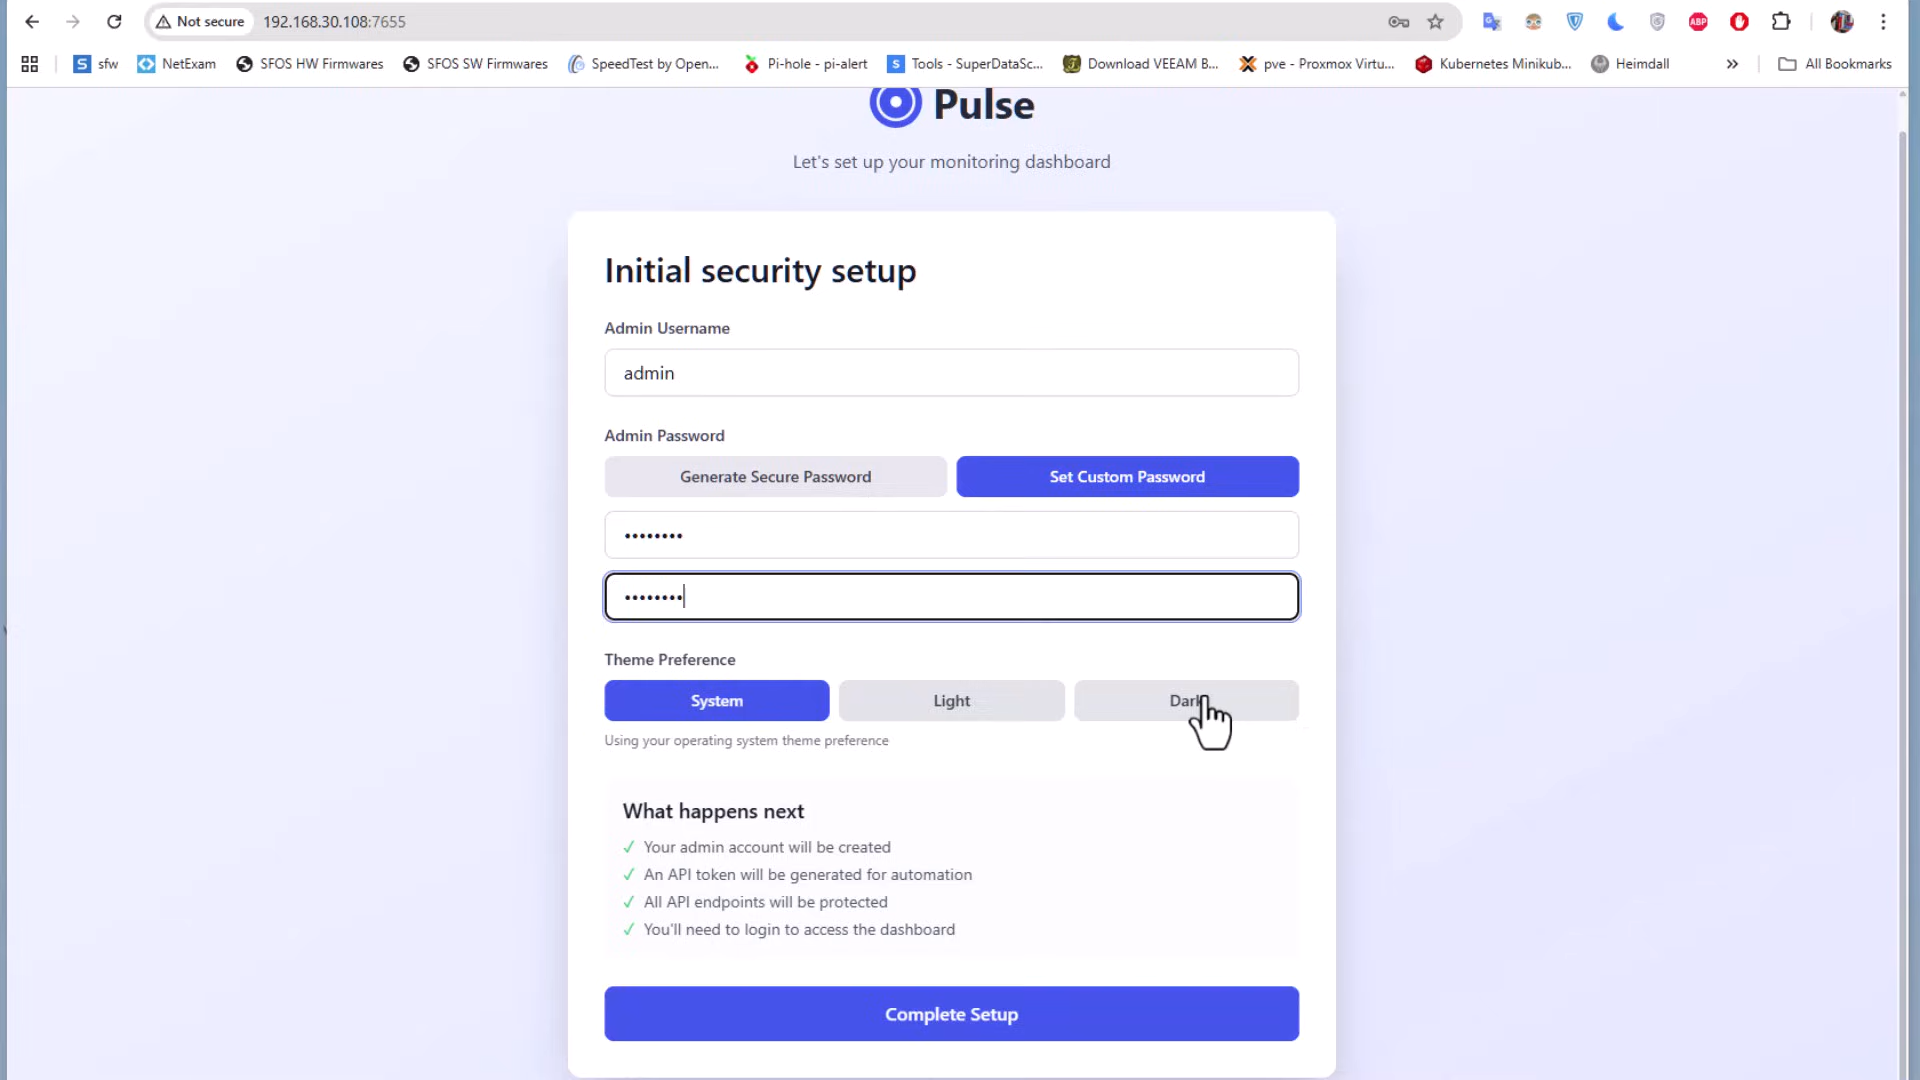 Not secure
192.168.30.108:7655
sfw
NetExam
SFOS HW Firmwares
SFOS SW Firmwares
SpeedTest by Open...
Pi-hole - pi-alert
Tools - SuperDataSc...
Download VEEAM B...
pve - Proxmox Virtu...
Kubernetes Minikub...
Heimdall
All Bookmarks
Pulse
Let's set up your monitoring dashboard
Initial security setup
Admin Username
admin
Admin Password
Generate Secure Password
Set Custom Password
Theme Preference
System
Light
Dark
Using your operating system theme preference
What happens next
✓ Your admin account will be created
✓ An API token will be generated for automation
✓ All API endpoints will be protected
✓ You'll need to login to access the dashboard
Complete Setup